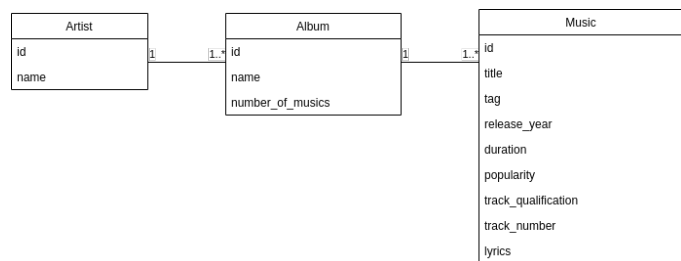 Artist
id
name
1
1..*
Album
id
name
number_of_musics
1
1..*
Music
id
title
tag
release_year
duration
popularity
track_qualification
track_number
lyrics